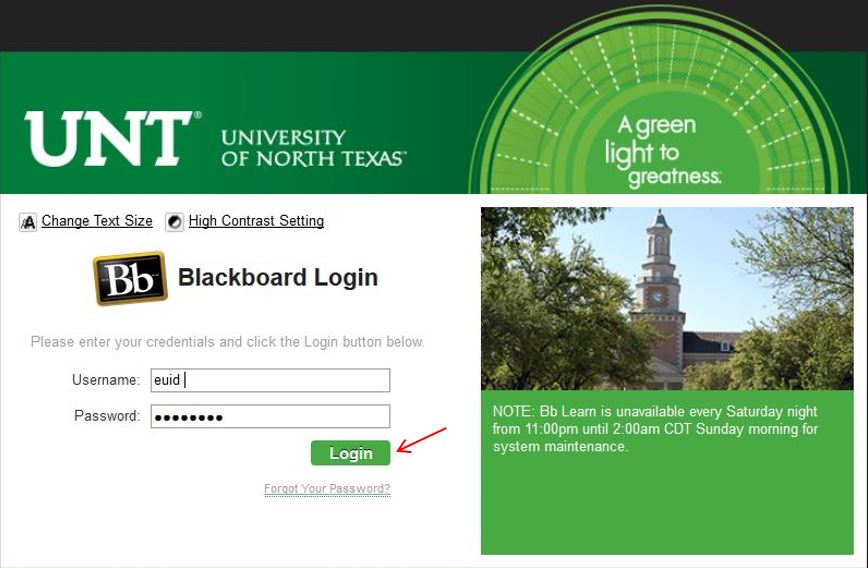 UNT® UNIVERSITY
OF NORTH TEXAS™
A green
light to
greatness.
Change Text Size High Contrast Setting
Bb Blackboard Login
Please enter your credentials and click the Login button below.
Username: euid
Password: ••••••••
Login
Forgot Your Password?
NOTE: Bb Learn is unavailable every Saturday night
from 11:00pm until 2:00am CDT Sunday morning for
system maintenance.